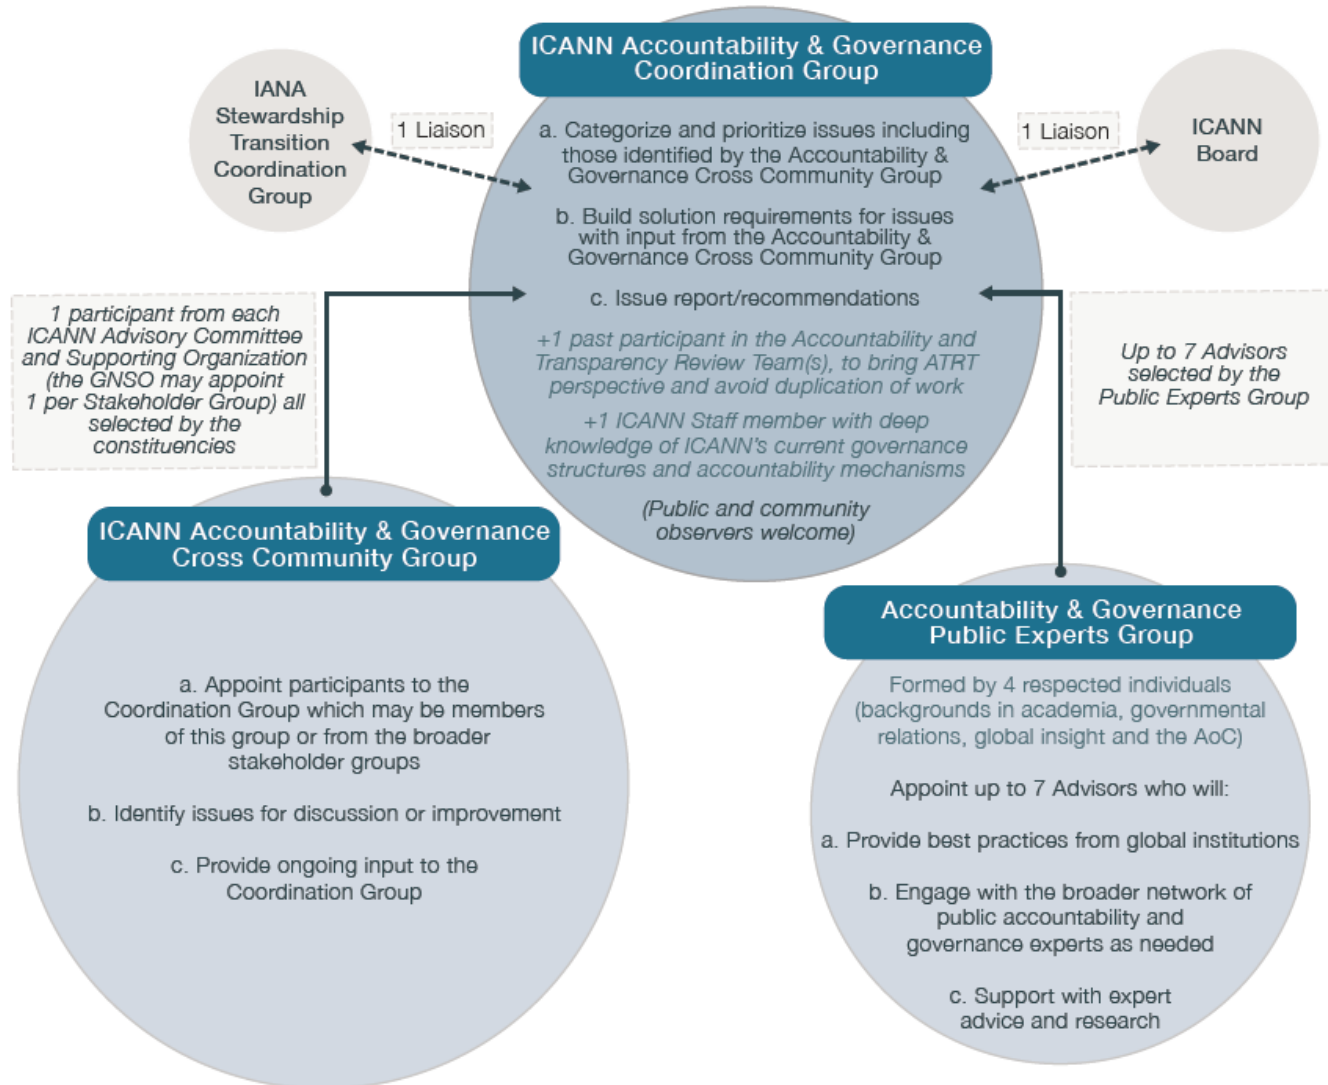 ICANN Accountability & Governance
Coordination Group
IANA
Stewardship
Transition
Coordination
Group
1 Liaison
1 Liaison
ICANN
Board
a. Categorize and prioritize issues including
those identified by the Accountability &
Governance Cross Community Group
b. Build solution requirements for issues
with input from the Accountability &
Governance Cross Community Group
c. Issue report/recommendations
+1 past participant in the Accountability and
Transparency Review Team(s), to bring ATRT
perspective and avoid duplication of work
+1 ICANN Staff member with deep
knowledge of ICANN's current governance
structures and accountability mechanisms
(Public and community
observers welcome)
1 participant from each
ICANN Advisory Committee
and Supporting Organization
(the GNSO may appoint
1 per Stakeholder Group) all
selected by the
constituencies
Up to 7 Advisors
selected by the
Public Experts Group
ICANN Accountability & Governance
Cross Community Group
a. Appoint participants to the
Coordination Group which may be members
of this group or from the broader
stakeholder groups
b. Identify issues for discussion or improvement
c. Provide ongoing input to the
Coordination Group
Accountability & Governance
Public Experts Group
Formed by 4 respected individuals
(backgrounds in academia, governmental
relations, global insight and the AoC)
Appoint up to 7 Advisors who will:
a. Provide best practices from global institutions
b. Engage with the broader network of
public accountability and
governance experts as needed
c. Support with expert
advice and research